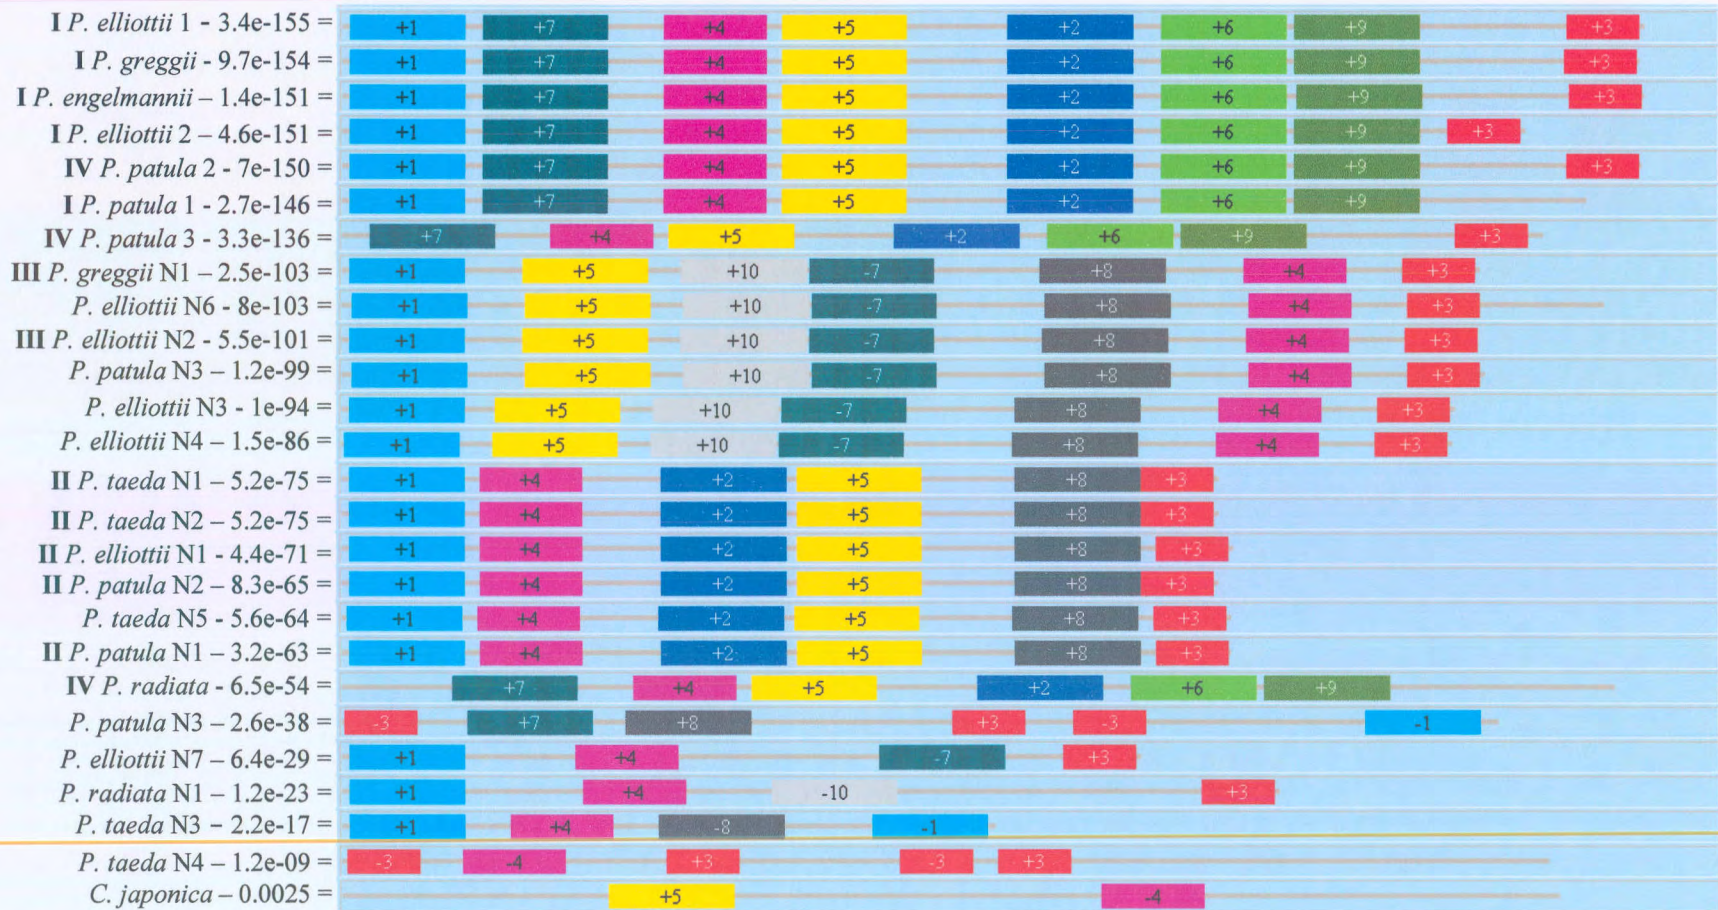 I P. elliottii 1 - 3.4e-155 = +1 +7 +4 +5 +2 +6 +9 +3
I P. greggii - 9.7e-154 = +1 +7 +4 +5 +2 +6 +9 +3
I P. engelmannii – 1.4e-151 = +1 +7 +4 +5 +2 +6 +9 +3
I P. elliottii 2 – 4.6e-151 = +1 +7 +4 +5 +2 +6 +9 +3
IV P. patula 2 - 7e-150 = +1 +7 +4 +5 +2 +6 +9 +3
I P. patula 1 - 2.7e-146 = +1 +7 +4 +5 +2 +6 +9
IV P. patula 3 - 3.3e-136 = +7 +4 +5 +2 +6 +9 +3
III P. greggii N1 – 2.5e-103 = +1 +5 +10 -7 +8 +4 +3
P. elliottii N6 - 8e-103 = +1 +5 +10 -7 +8 +4 +3
III P. elliottii N2 - 5.5e-101 = +1 +5 +10 -7 +8 +4 +3
P. patula N3 – 1.2e-99 = +1 +5 +10 -7 +8 +4 +3
P. elliottii N3 - 1e-94 = +1 +5 +10 -7 +8 +4 +3
P. elliottii N4 – 1.5e-86 = +1 +5 +10 -7 +8 +4 +3
II P. taeda N1 – 5.2e-75 = +1 +4 +2 +5 +8 +3
II P. taeda N2 – 5.2e-75 = +1 +4 +2 +5 +8 +3
II P. elliottii N1 - 4.4e-71 = +1 +4 +2 +5 +8 +3
II P. patula N2 – 8.3e-65 = +1 +4 +2 +5 +8 +3
P. taeda N5 - 5.6e-64 = +1 +4 +2 +5 +8 +3
II P. patula N1 – 3.2e-63 = +1 +4 +2 +5 +8 +3
IV P. radiata - 6.5e-54 = +7 +4 +5 +2 +6 +9
P. patula N3 – 2.6e-38 = -3 +7 +8 +3 -3 -1
P. elliottii N7 – 6.4e-29 = +1 +4 -7 +3
P. radiata N1 – 1.2e-23 = +1 +4 -10 +3
P. taeda N3 – 2.2e-17 = +1 +4 -8 -1
P. taeda N4 – 1.2e-09 = -3 -4 +3 -3 +3
C. japonica – 0.0025 = +5 -4